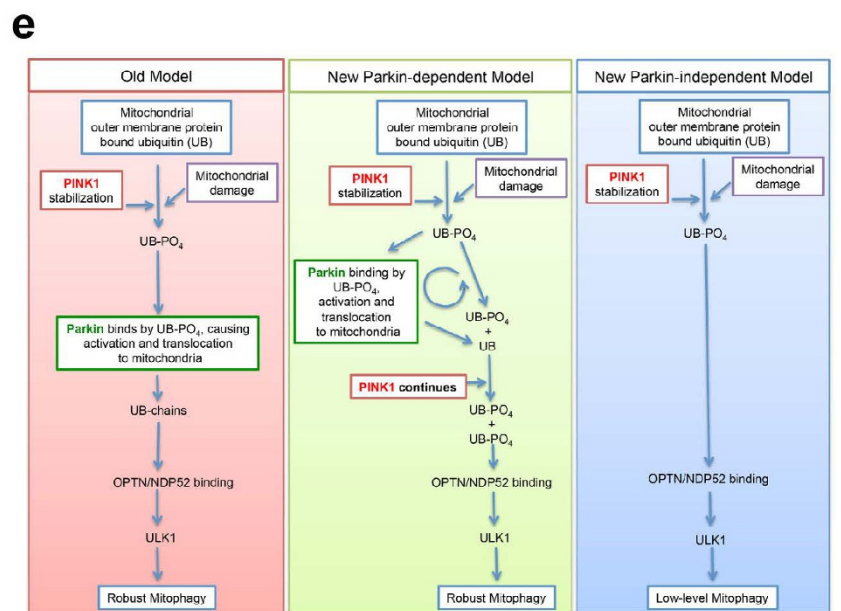 e
Old Model
Mitochondrial
outer membrane protein
bound ubiquitin (UB)
PINK1
stabilization
Mitochondrial
damage
UB-PO4
Parkin binds by UB-PO4, causing
activation and translocation
to mitochondria
UB-chains
OPTN/NDP52 binding
ULK1
Robust Mitophagy
New Parkin-dependent Model
Mitochondrial
outer membrane protein
bound ubiquitin (UB)
PINK1
stabilization
Mitochondrial
damage
UB-PO4
Parkin binding by
UB-PO4,
activation and
translocation
to mitochondria
UB-PO4
+
UB
PINK1 continues
UB-PO4
+
UB-PO4
OPTN/NDP52 binding
ULK1
Robust Mitophagy
New Parkin-independent Model
Mitochondrial
outer membrane protein
bound ubiquitin (UB)
PINK1
stabilization
Mitochondrial
damage
UB-PO4
OPTN/NDP52 binding
ULK1
Low-level Mitophagy